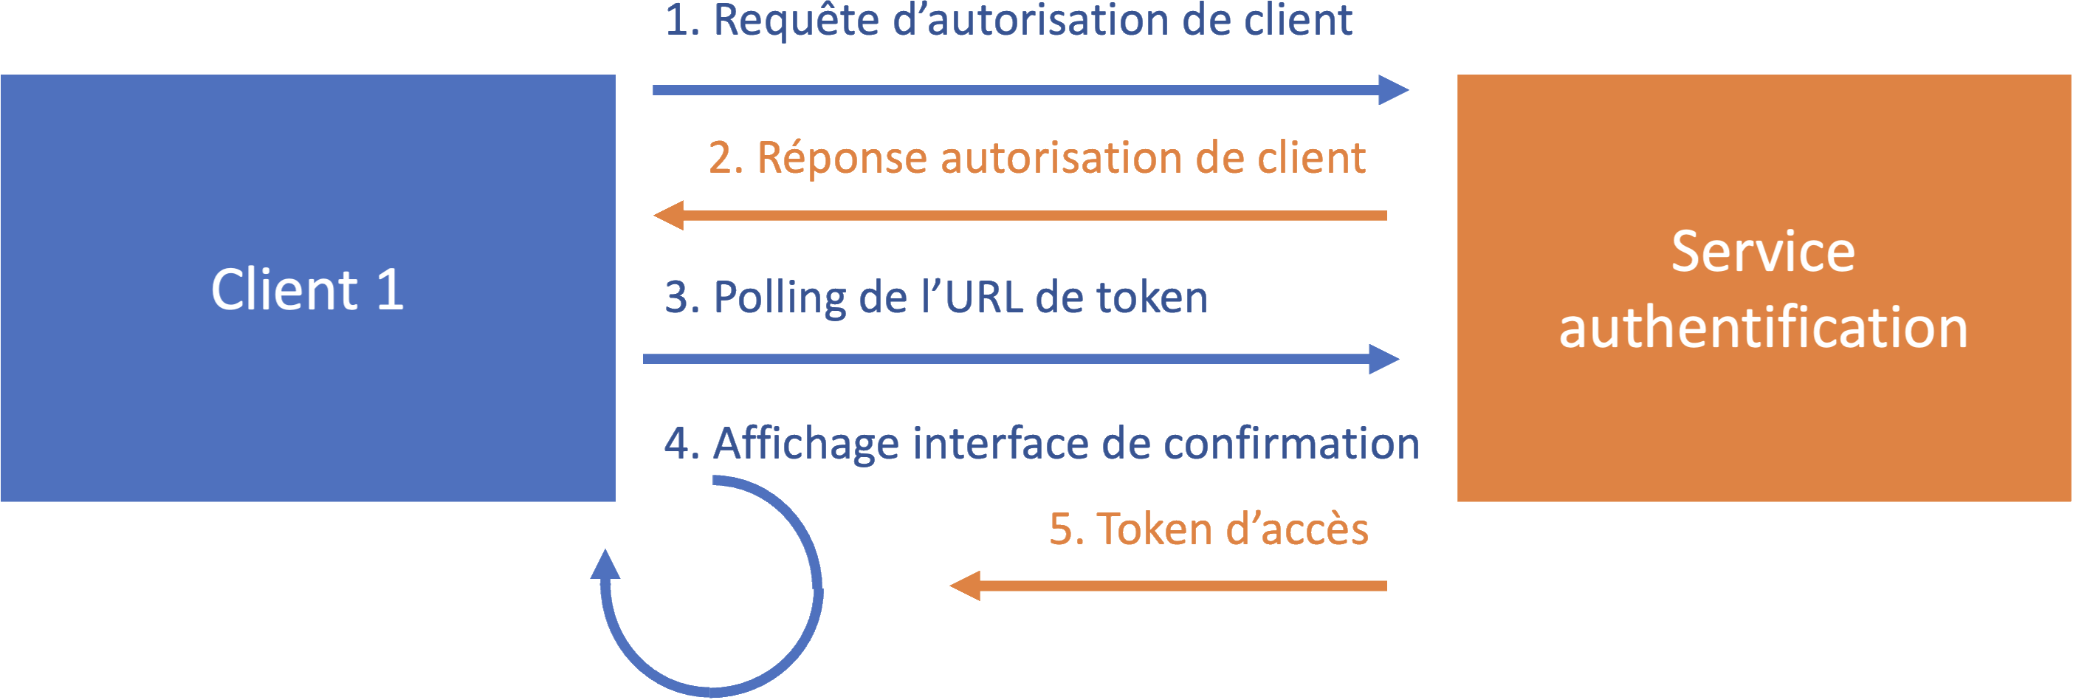 1. Requête d’autorisation de client
2. Réponse autorisation de client
Client 1
Service
authentification
3. Polling de l’URL de token
4. Affichage interface de confirmation
5. Token d’accès